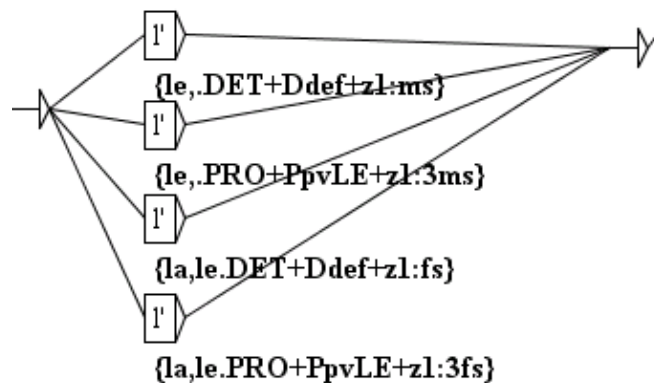 l'
{le,.DET+Ddef+z1:ms}
l'
{le,.PRO+PpvLE+z1:3ms}
l'
{la,le.DET+Ddef+z1:fs}
l'
{la,le.PRO+PpvLE+z1:3fs}